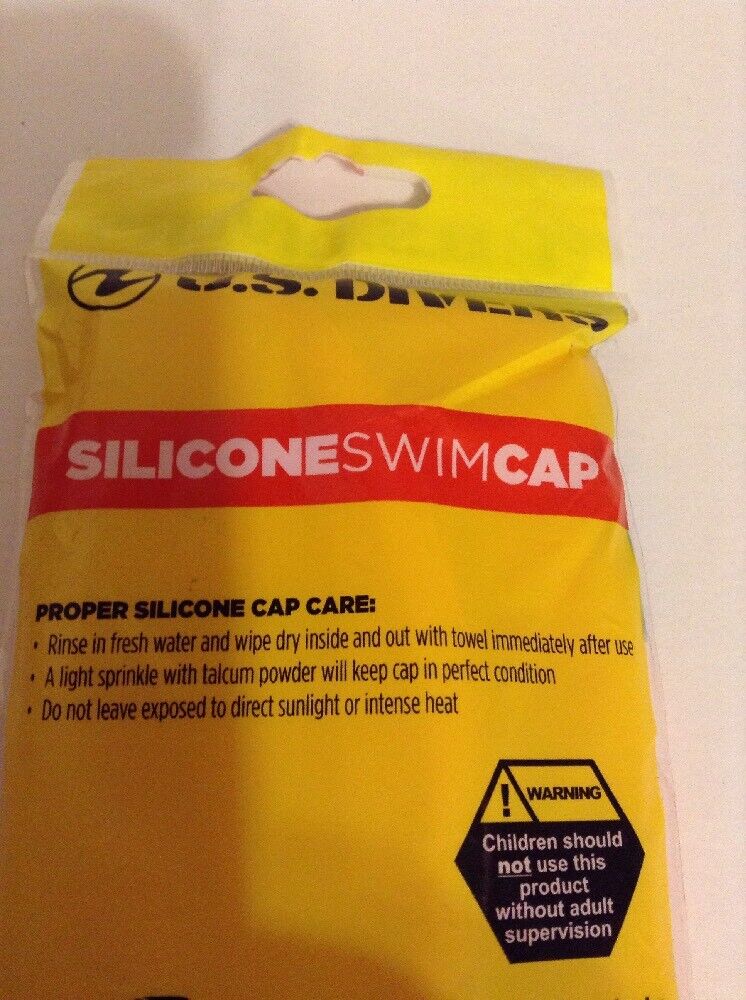 U.S. DIVERS
SILICONESWIMCAP
PROPER SILICONE CAP CARE:
• Rinse in fresh water and wipe dry inside and out with towel immediately after use
• A light sprinkle with talcum powder will keep cap in perfect condition
• Do not leave exposed to direct sunlight or intense heat
! WARNING
Children should
not use this
product
without adult
supervision